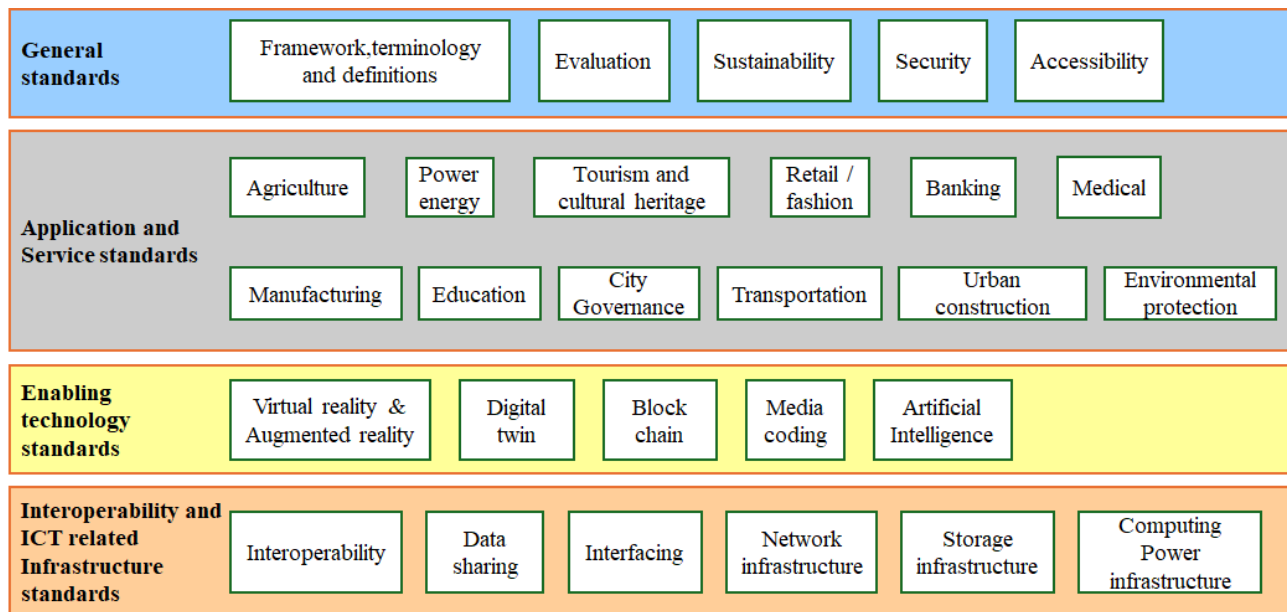 General
standards
Framework,terminology
and definitions
Evaluation
Sustainability
Security
Accessibility
Application and
Service standards
Agriculture
Power
energy
Tourism and
cultural heritage
Retail /
fashion
Banking
Medical
Manufacturing
Education
City
Governance
Transportation
Urban
construction
Environmental
protection
Enabling
technology
standards
Virtual reality &
Augmented reality
Digital
twin
Block
chain
Media
coding
Artificial
Intelligence
Interoperability and
ICT related
Infrastructure
standards
Interoperability
Data
sharing
Interfacing
Network
infrastructure
Storage
infrastructure
Computing
Power
infrastructure